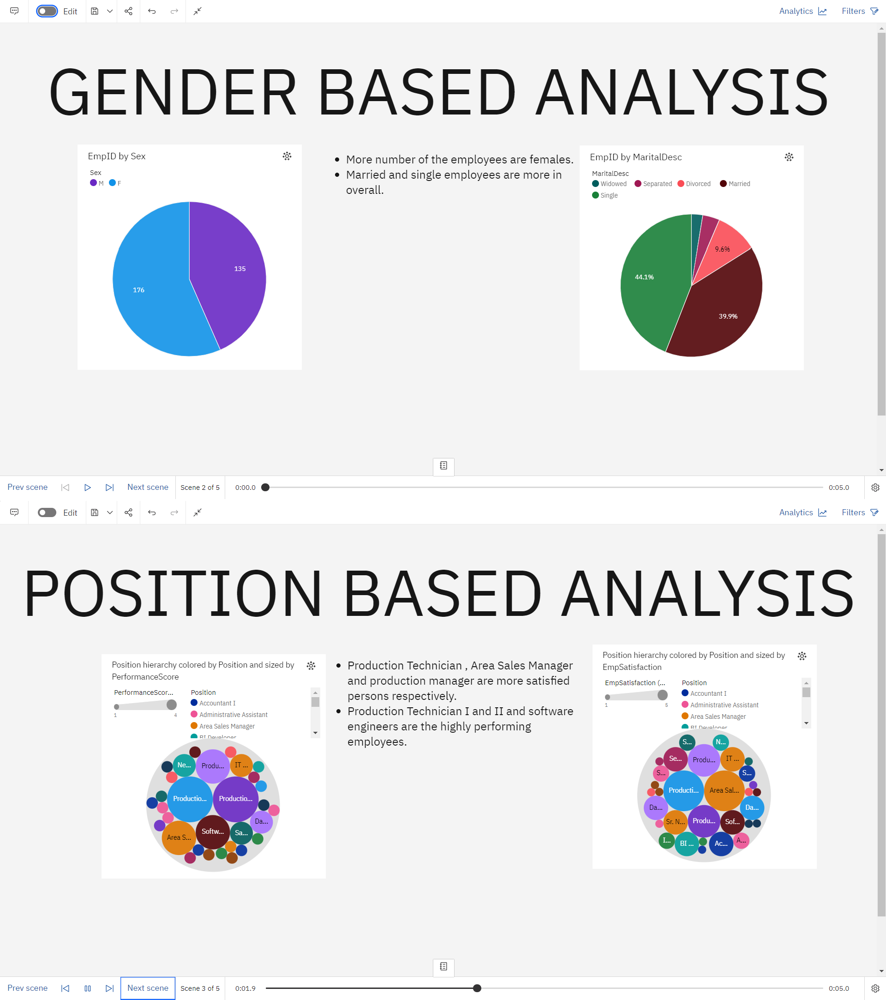 Edit
Analytics
Filters
GENDER BASED ANALYSIS
EmpID by Sex
Sex
M F
135
176
• More number of the employees are females.
• Married and single employees are more in
overall.
EmpID by MaritalDesc
MaritalDesc
Widowed Separated Divorced Married
Single
9.6%
44.1%
39.9%
Prev scene Next scene Scene 2 of 5 0:00.0 0:05.0
Edit
Analytics
Filters
POSITION BASED ANALYSIS
Position hierarchy colored by Position and sized by
PerformanceScore
PerformanceScor... Position
1 4
Accountant I
Administrative Assistant
Area Sales Manager
BI Developer
Ne... Produ... IT ...
Productio... Productio...
Da...
Area S... Softw... Sa...
• Production Technician , Area Sales Manager
and production manager are more satisfied
persons respectively.
• Production Technician I and II and software
engineers are the highly performing
employees.
Position hierarchy colored by Position and sized by
EmpSatisfaction
EmpSatisfaction (... Position
1 5
Accountant I
Administrative Assistant
Area Sales Manager
BI Developer
S... N...
Se... Produ... IT ...
S... S...
Producti... Area Sal...
Da... Da...
Sr. N... Produ... Sof...
I... BI ... Ac... A...
Prev scene Next scene Scene 3 of 5 0:01.9 0:05.0